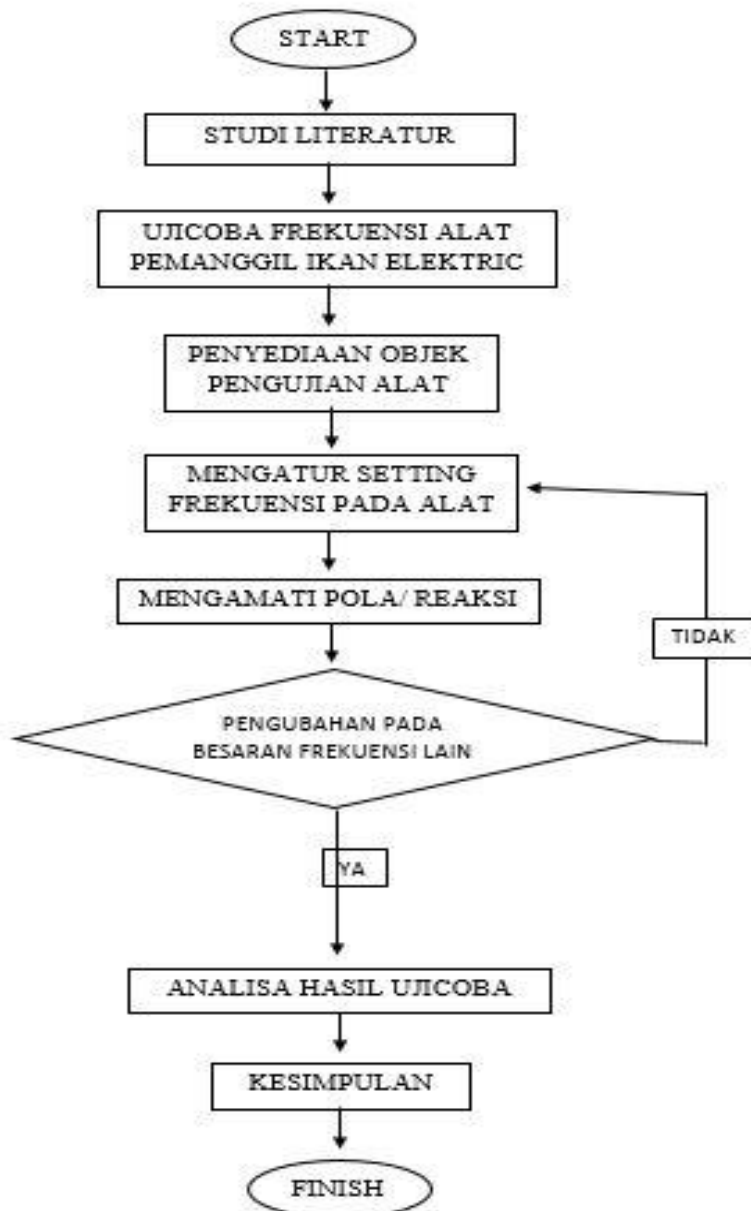 START
STUDI LITERATUR
UJICOBA FREKUENSI ALAT
PEMANGGIL IKAN ELEKTRIC
PENYEDIAAN OBJEK
PENGUJIAN ALAT
MENGATUR SETTING
FREKUENSI PADA ALAT
MENGAMATI POLA/ REAKSI
TIDAK
PENGUBAHAN PADA
BESARAN FREKUENSI LAIN
YA
ANALISA HASIL UJICOBA
KESIMPULAN
FINISH